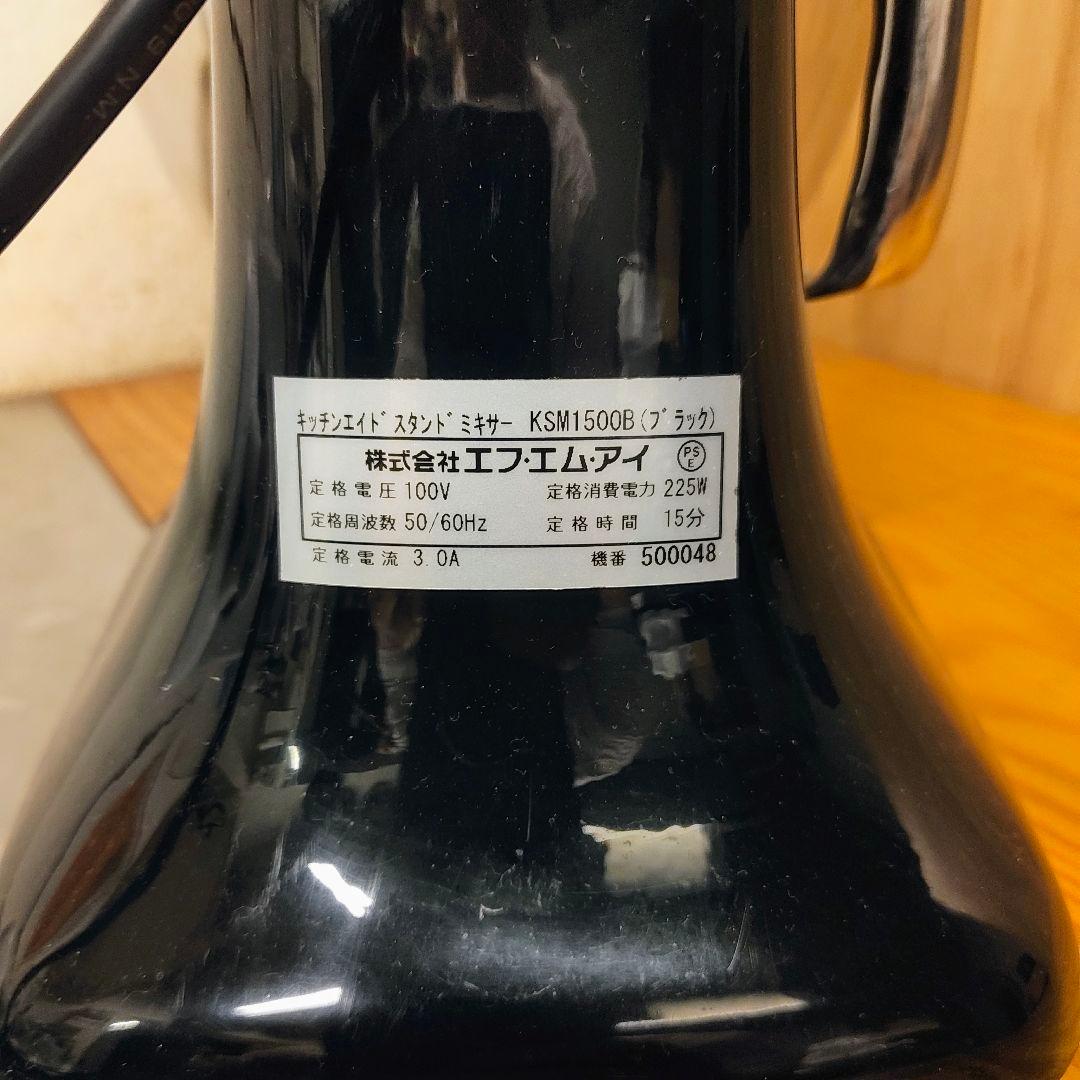 N.M.
キッチンエイド スタンドミキサー KSM1500B(ブラック)
株式会社エフ・エム・アイ PSE
定格電圧 100V 定格消費電力 225W
定格周波数 50/60Hz 定格時間 15分
定格電流 3.0A 機番 500048